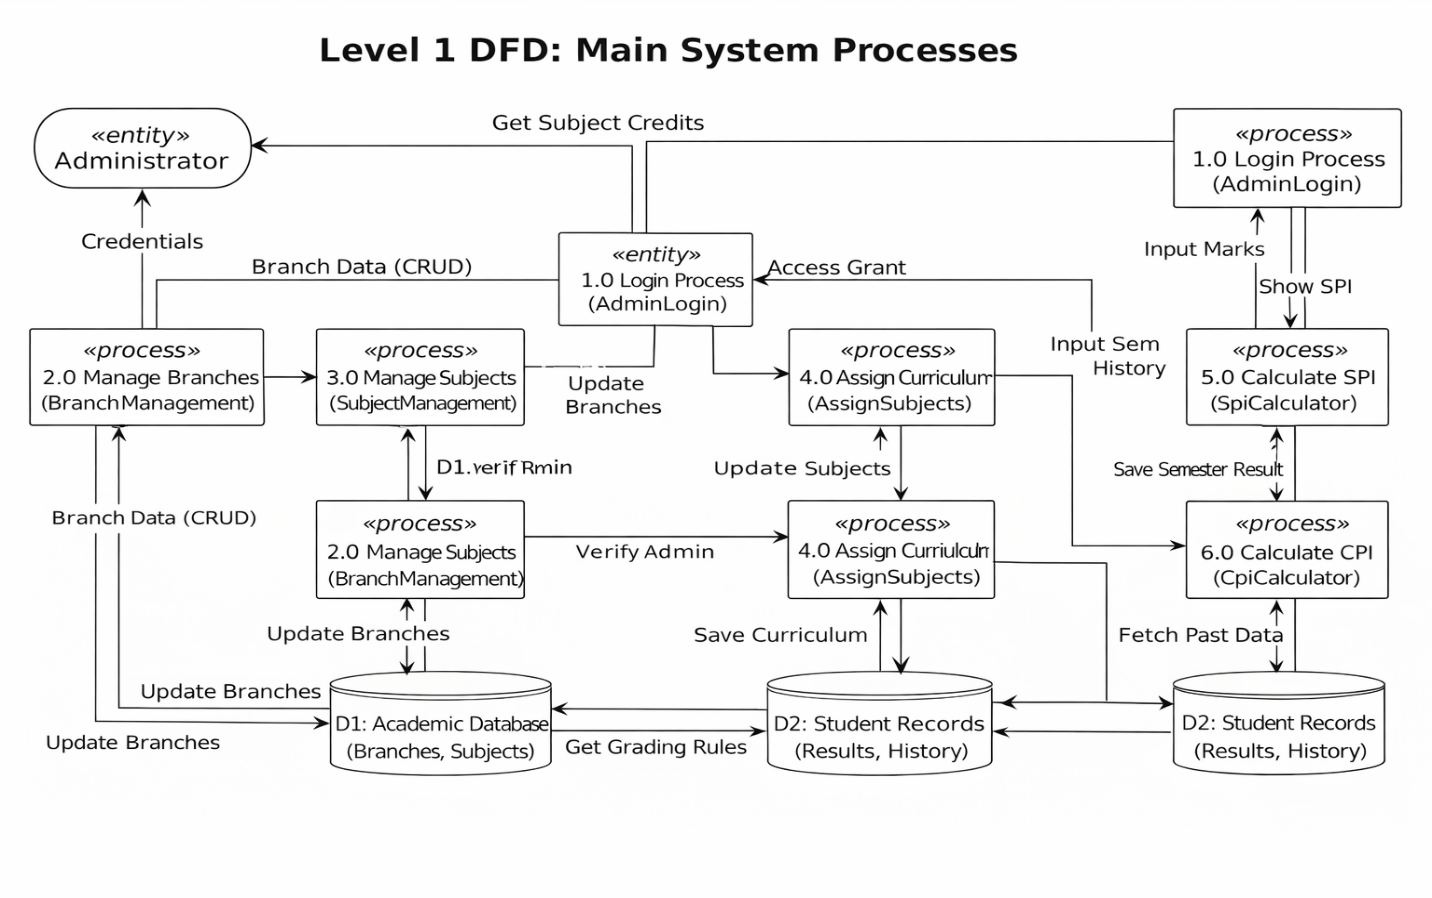 Level 1 DFD: Main System Processes
«entity»
Administrator
Get Subject Credits
«process»
1.0 Login Process
(AdminLogin)
Credentials
Branch Data (CRUD)
«entity»
1.0 Login Process
(AdminLogin)
Access Grant
Input Marks
Show SPI
«process»
2.0 Manage Branches
(BranchManagement)
«process»
3.0 Manage Subjects
(SubjectManagement)
Update
Branches
«process»
4.0 Assign Curriculum
(AssignSubjects)
Input Sem
History
«process»
5.0 Calculate SPI
(SpiCalculator)
D1.verif Rmin
Update Subjects
Save Semester Result
Branch Data (CRUD)
«process»
2.0 Manage Subjects
(BranchManagement)
Verify Admin
«process»
4.0 Assign
(AssignSubjects)
«process»
6.0 Calculate CPI
(CpiCalculator)
Update Branches
Save Curriculum
Fetch Past Data
Update Branches
Update Branches
D1: Academic Database
(Branches, Subjects)
Get Grading Rules
D2: Student Records
(Results, History)
D2: Student Records
(Results, History)